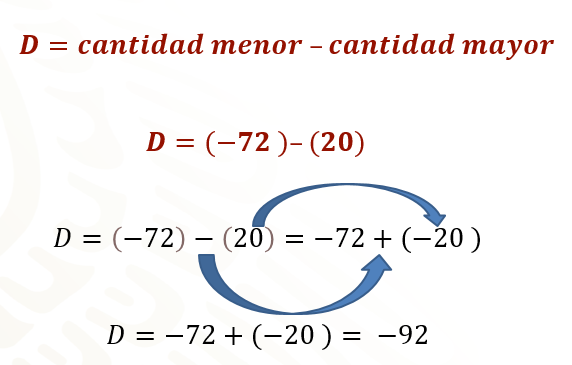 D = cantidad menor – cantidad mayor
D = (−72 )– (20)
D = (−72) − (20) = −72 + (−20 )
D = −72 + (−20 ) = −92